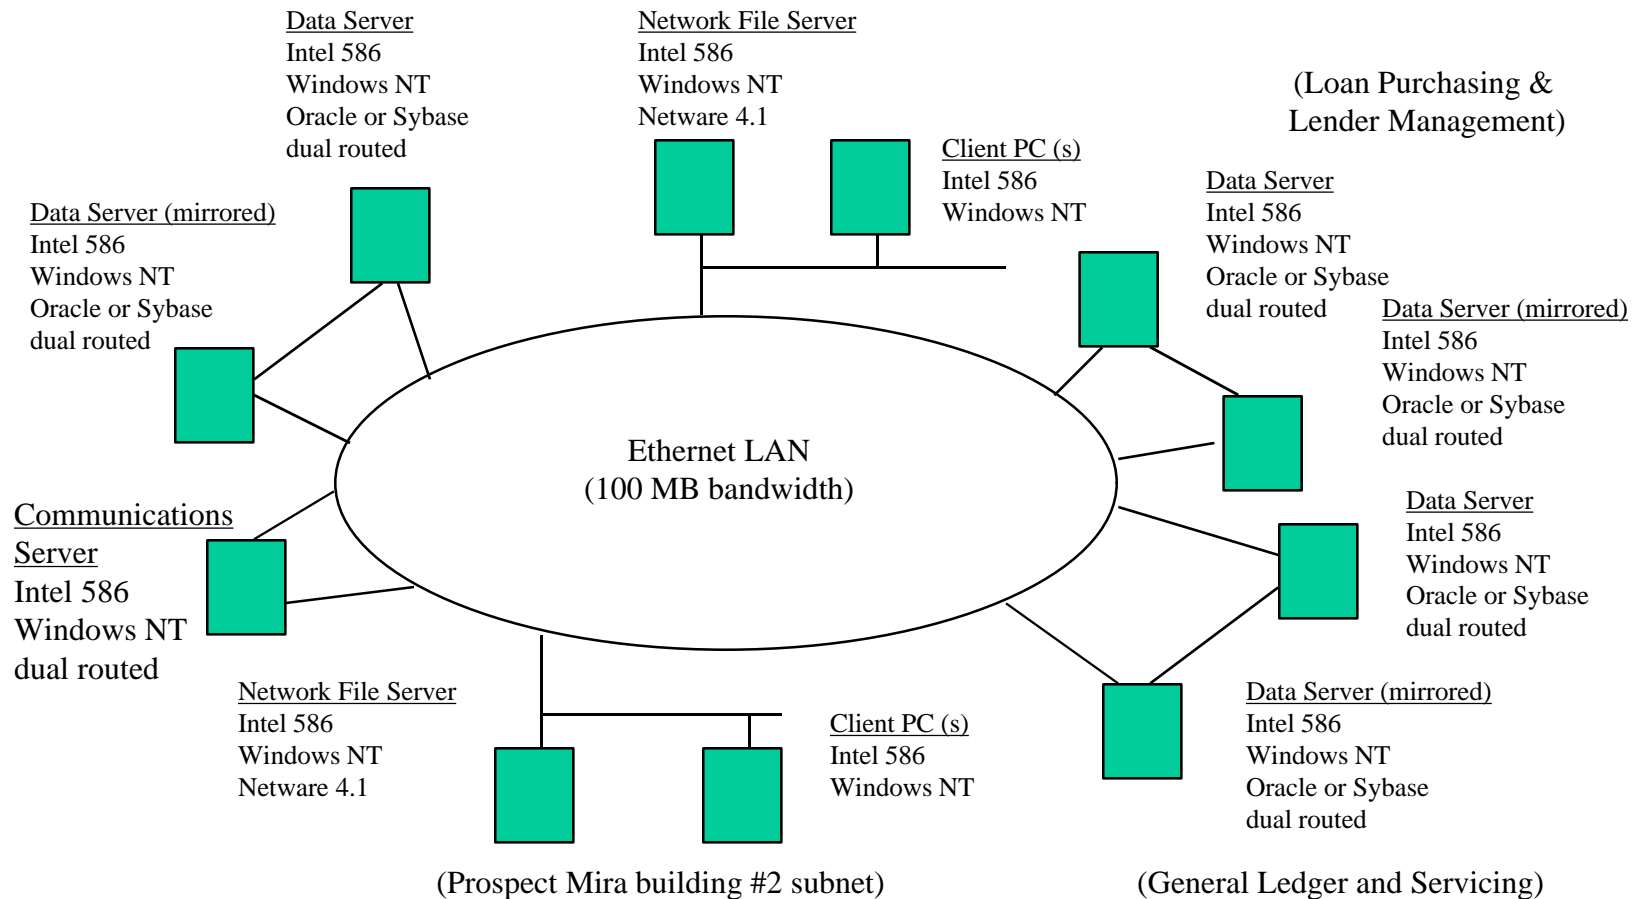 Data Server
Intel 586
Windows NT
Oracle or Sybase
dual routed
Network File Server
Intel 586
Windows NT
Netware 4.1
(Loan Purchasing &
Lender Management)
Client PC (s)
Intel 586
Windows NT
Data Server
Intel 586
Windows NT
Oracle or Sybase
dual routed
Data Server (mirrored)
Intel 586
Windows NT
Oracle or Sybase
dual routed
Data Server (mirrored)
Intel 586
Windows NT
Oracle or Sybase
dual routed
Ethernet LAN
(100 MB bandwidth)
Communications
Server
Intel 586
Windows NT
dual routed
Data Server
Intel 586
Windows NT
Oracle or Sybase
dual routed
Network File Server
Intel 586
Windows NT
Netware 4.1
Client PC (s)
Intel 586
Windows NT
Data Server (mirrored)
Intel 586
Windows NT
Oracle or Sybase
dual routed
(Prospect Mira building #2 subnet)
(General Ledger and Servicing)